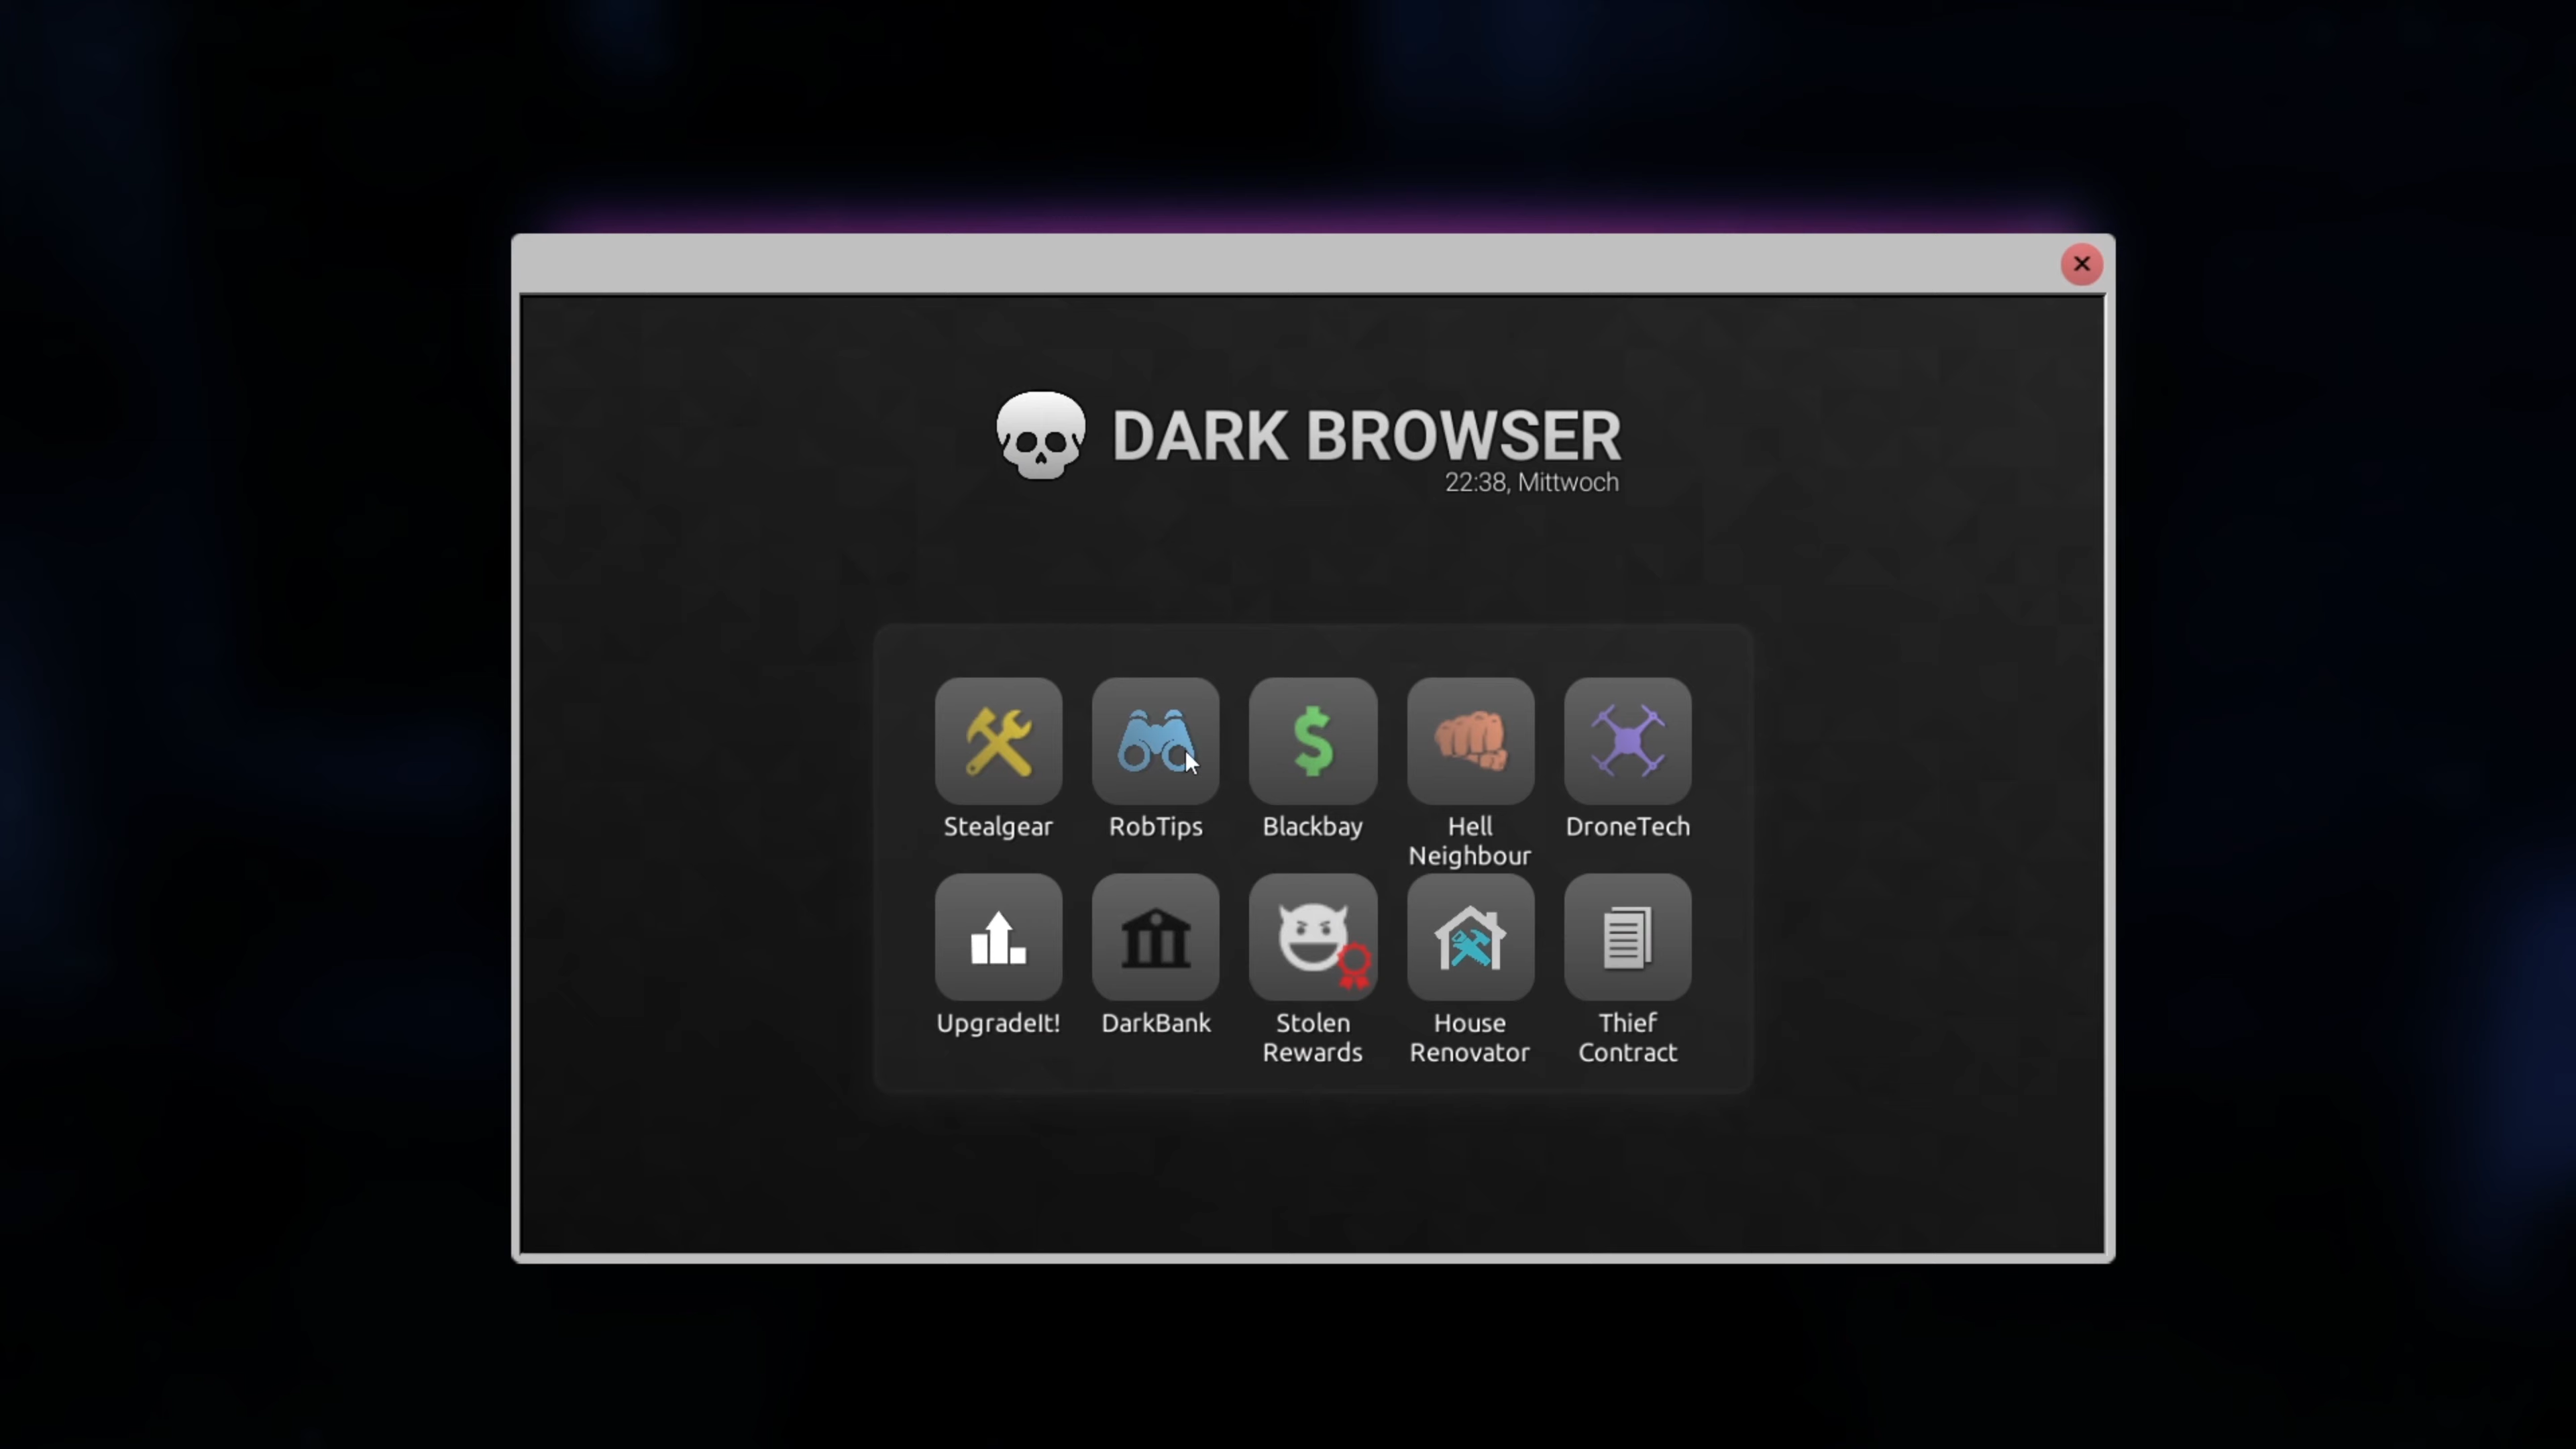 DARK BROWSER
22:38, Mittwoch
Stealgear
RobTips
Blackbay
Hell
Neighbour
DroneTech
UpgradeIt!
DarkBank
Stolen
Rewards
House
Renovator
Thief
Contract